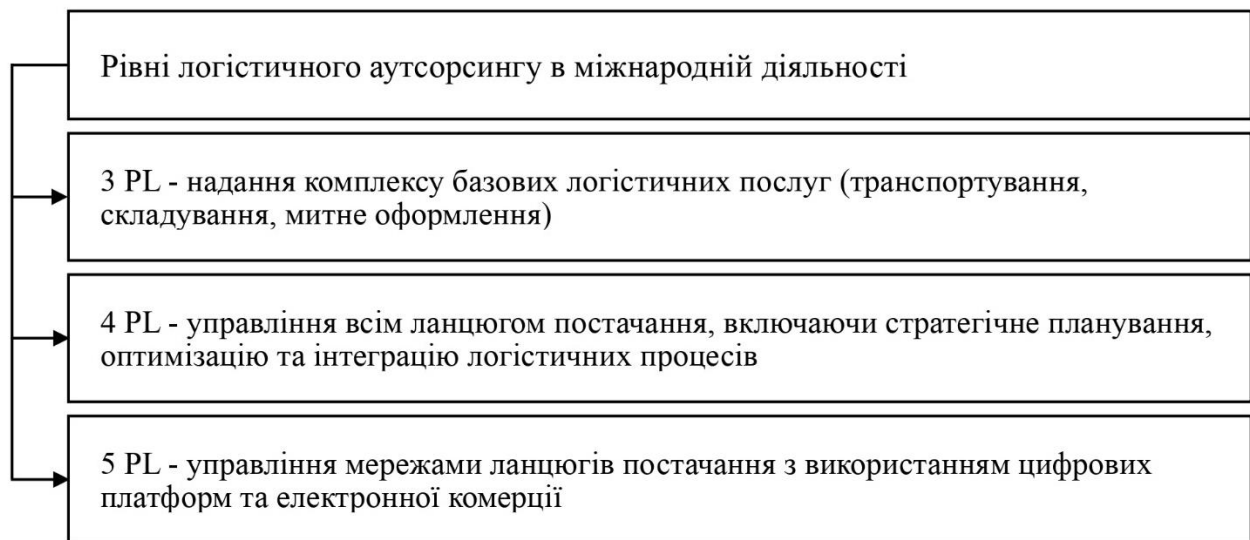 Рівні логістичного аутсорсингу в міжнародній діяльності
3 PL - надання комплексу базових логістичних послуг (транспортування,
складування, митне оформлення)
4 PL - управління всім ланцюгом постачання, включаючи стратегічне планування,
оптимізацію та інтеграцію логістичних процесів
5 PL - управління мережами ланцюгів постачання з використанням цифрових
платформ та електронної комерції